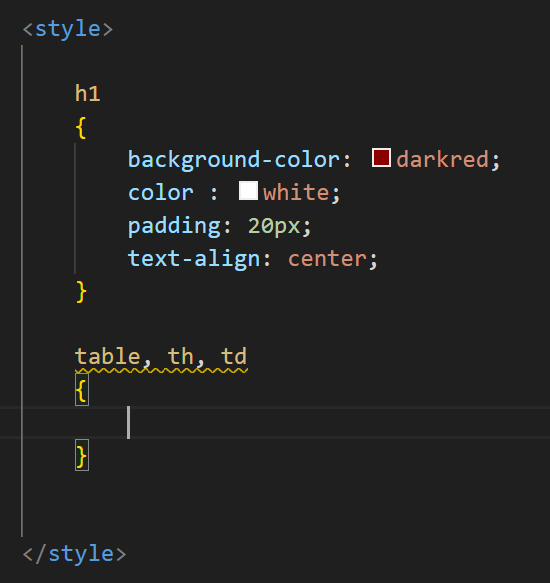 <style>
h1
{
background-color: darkred;
color : white;
padding: 20px;
text-align: center;
}
table, th, td
{
}
</style>